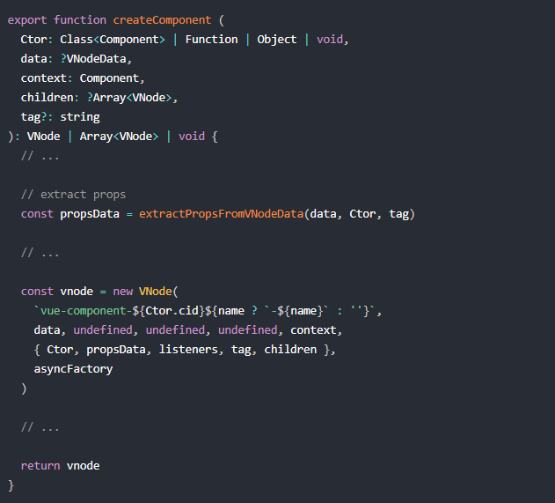 export function createComponent (
  Ctor: Class<Component> | Function | Object | void,
  data: ?VNodeData,
  context: Component,
  children: ?Array<VNode>,
  tag?: string
): VNode | Array<VNode> | void {
  // ...
  // extract props
  const propsData = extractPropsFromVNodeData(data, Ctor, tag)
  // ...
  const vnode = new VNode(
    `vue-component-${Ctor.cid}${name ? `-${name}` : ''}`,
    data, undefined, undefined, undefined, context,
    { Ctor, propsData, listeners, tag, children },
    asyncFactory
  )
  // ...
  return vnode
}